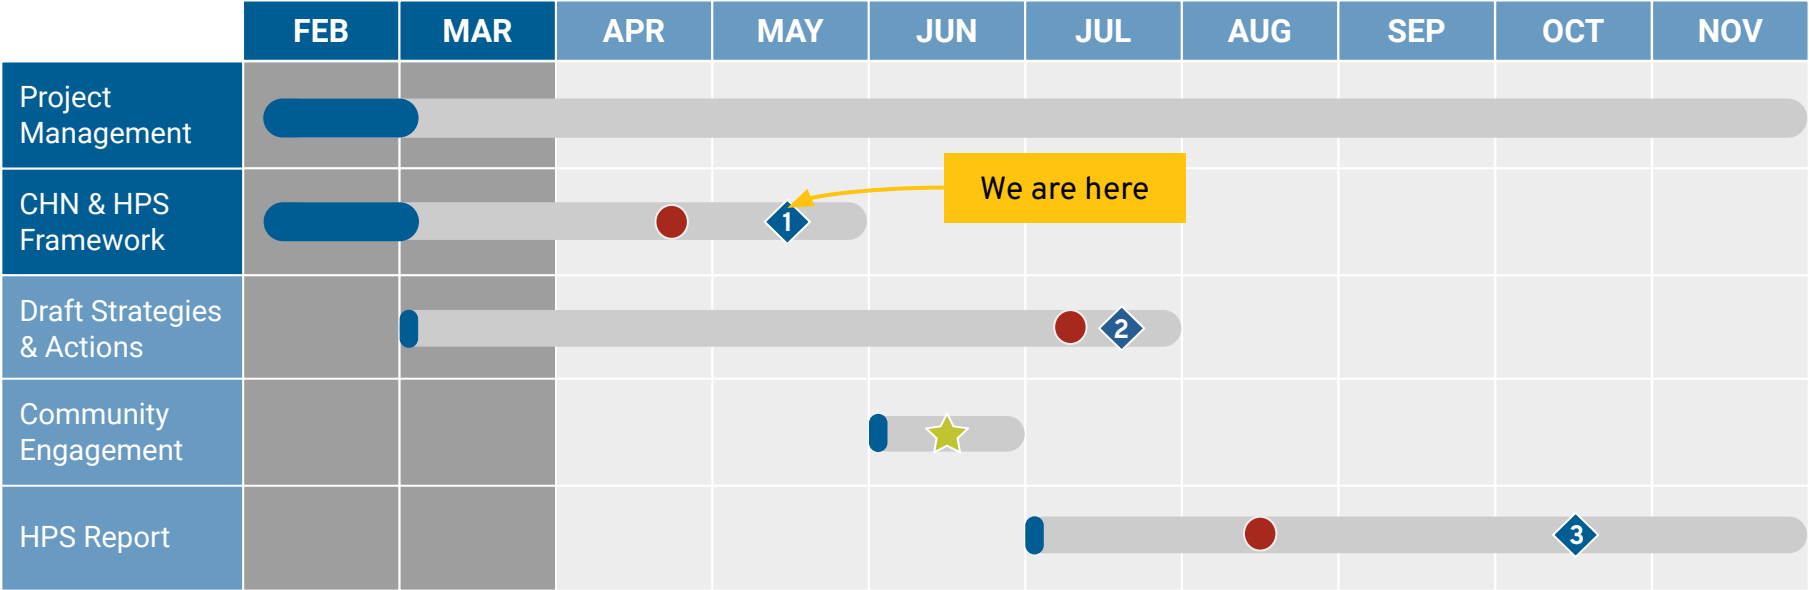 FEB MAR APR MAY JUN JUL AUG SEP OCT NOV
Project
Management
We are here
CHN & HPS
Framework
1
Draft Strategies
& Actions
2
Community
Engagement
HPS Report
3